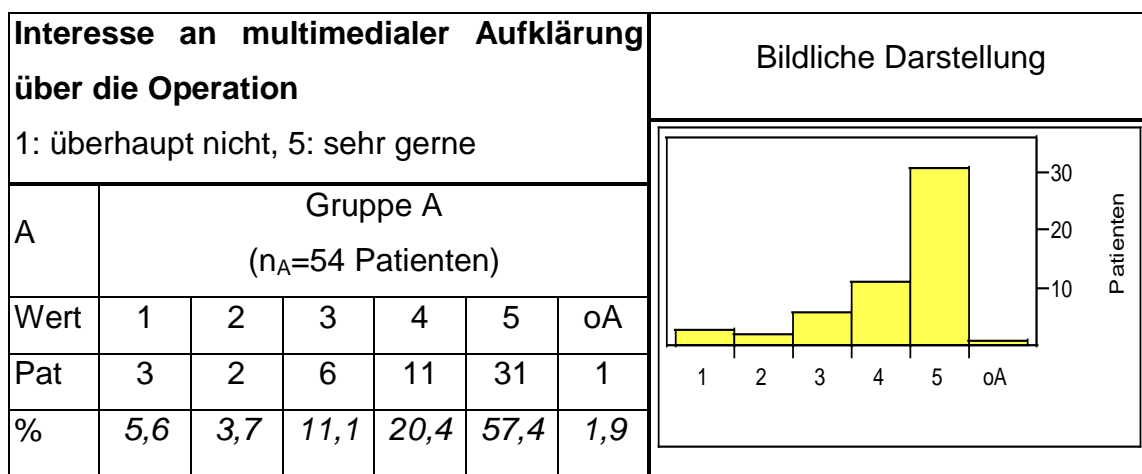 Interesse an multimedialer Aufklärung
über die Operation
1: überhaupt nicht, 5: sehr gerne
Bildliche Darstellung
A
Gruppe A
(nA=54 Patienten)
Wert 1 2 3 4 5 oA
Pat 3 2 6 11 31 1
% 5,6 3,7 11,1 20,4 57,4 1,9
30
20
10
Patienten
1 2 3 4 5 oA